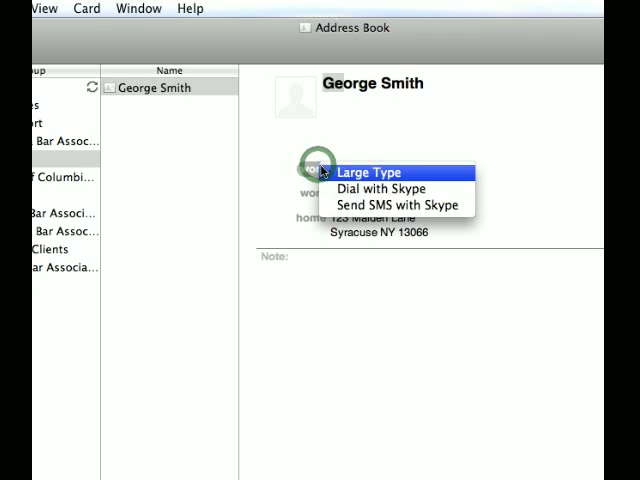 View Card Window Help
Address Book
oup
Name
George Smith
George Smith
es
ort
a Bar Assoc...
f Columbi...
Bar Associ...
Bar Assoc...
Clients
ar Associa...
wor
Large Type
wor
Dial with Skype
Send SMS with Skype
home 123 Maiden Lane
Syracuse NY 13066
Note: